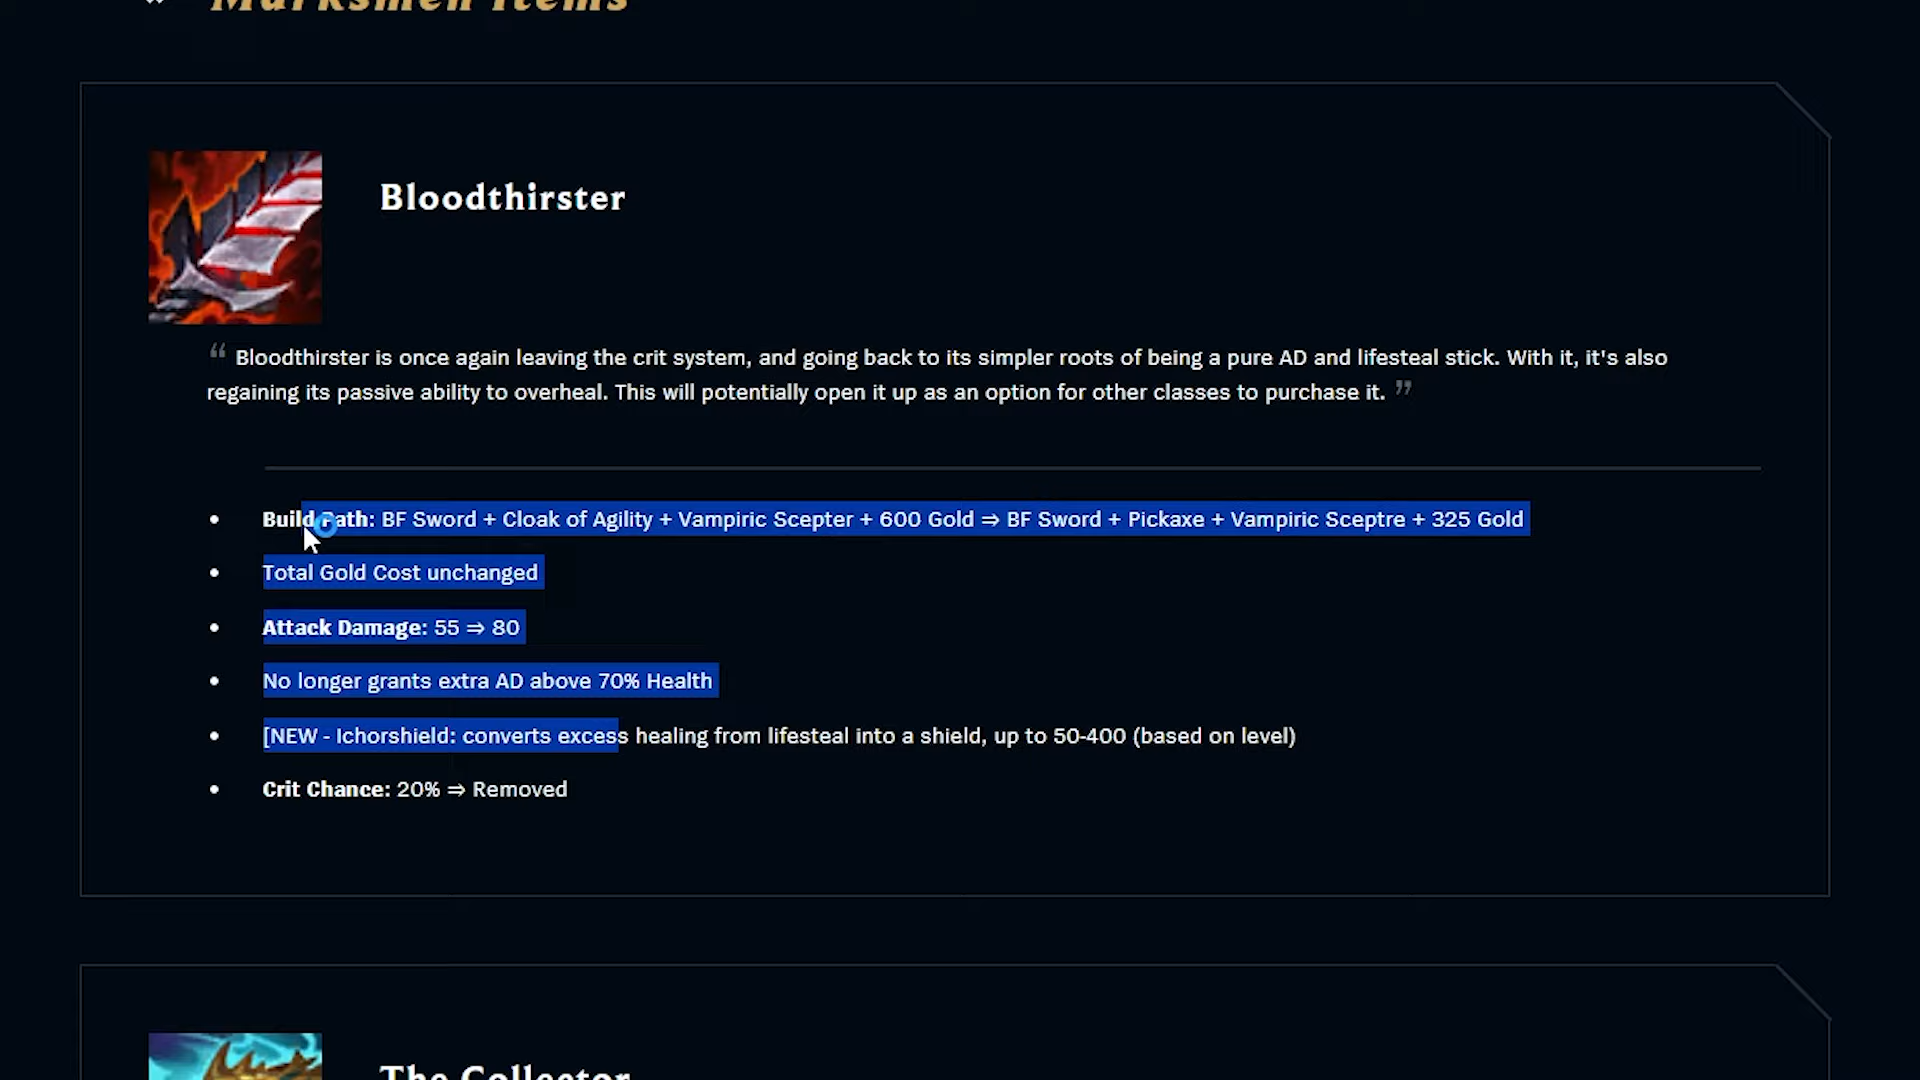 Marksmen Items
Bloodthirster
“ Bloodthirster is once again leaving the crit system, and going back to its simpler roots of being a pure AD and lifesteal stick. With it, it's also
regaining its passive ability to overheal. This will potentially open it up as an option for other classes to purchase it. ”
• Build Path: BF Sword + Cloak of Agility + Vampiric Scepter + 600 Gold ⇒ BF Sword + Pickaxe + Vampiric Sceptre + 325 Gold
• Total Gold Cost unchanged
• Attack Damage: 55 ⇒ 80
• No longer grants extra AD above 70% Health
• [NEW - Ichorshield: converts excess healing from lifesteal into a shield, up to 50-400 (based on level)
• Crit Chance: 20% ⇒ Removed
The Collector